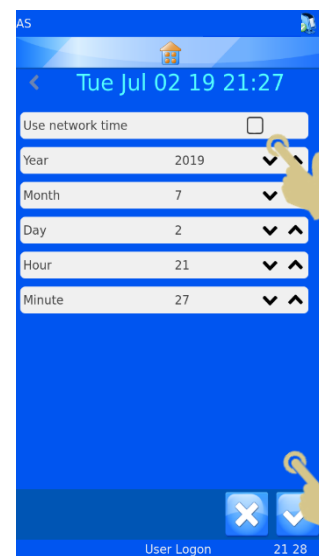 AS
Tue Jul 02 19 21:27
Use network time
Year 2019
Month 7
Day 2
Hour 21
Minute 27
User Logon 21 28